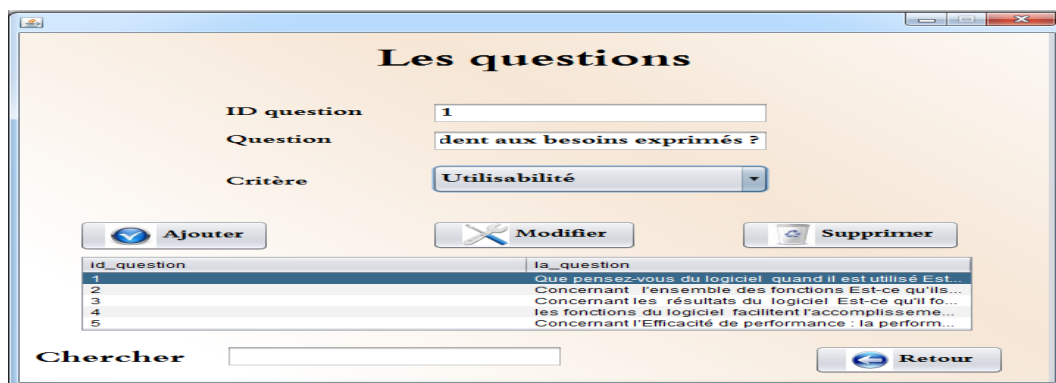 Les questions
ID question 1
Question dent aux besoins exprimés ?
Critère Utilisabilité
Ajouter Modifier Supprimer
id_question la_question
1 Que pensez-vous du logiciel quand il est utilisé Est...
2 Concernant l'ensemble des fonctions Est-ce qu'ils...
3 Concernant les résultats du logiciel Est-ce qu'il fo...
4 les fonctions du logiciel facilitent l'accomplisseme...
5 Concernant l'Efficacité de performance : la perform...
Chercher Retour